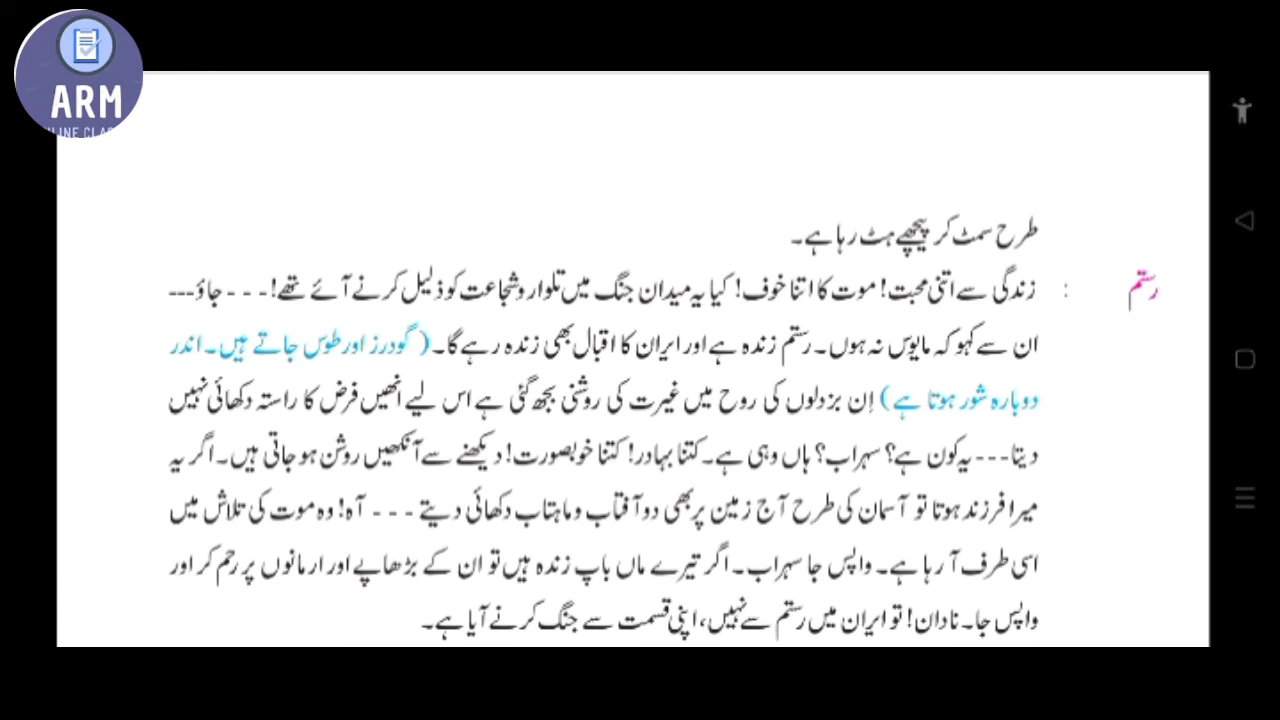 ARM
طرح سمٹ کر پیچھے ہٹ رہا ہے۔
رستم : زندگی سے اتنی محبت! موت کا اتنا خوف! کیا یہ میدان جنگ میں تلوار و شجاعت کو ذلیل کرنے آئے تھے! - - - جاؤ ---
ان سے کہو کہ مایوس نہ ہوں۔ رستم زندہ ہے اور ایران کا اقبال بھی زندہ رہے گا۔ (گودرز اور طوس جاتے ہیں۔ اندر
دوبارہ شور ہوتا ہے) اِن بزدلوں کی روح میں غیرت کی روشنی بجھ گئی ہے اس لیے انھیں فرض کا راستہ دکھائی نہیں
دیتا --- یہ کون ہے؟ سہراب؟ ہاں وہی ہے۔ کتنا بہادر! کتنا خوبصورت! دیکھنے سے آنکھیں روشن ہو جاتی ہیں۔ اگر یہ
میرا فرزند ہوتا تو آسمان کی طرح آج زمین پر بھی دو آفتاب و ماہتاب دکھائی دیتے --- آہ! وہ موت کی تلاش میں
اسی طرف آ رہا ہے۔ واپس جا سہراب۔ اگر تیرے ماں باپ زندہ ہیں تو ان کے بڑھاپے اور ارمانوں پر رحم کر اور
واپس جا۔ نادان! تو ایران میں رستم سے نہیں، اپنی قسمت سے جنگ کرنے آیا ہے۔